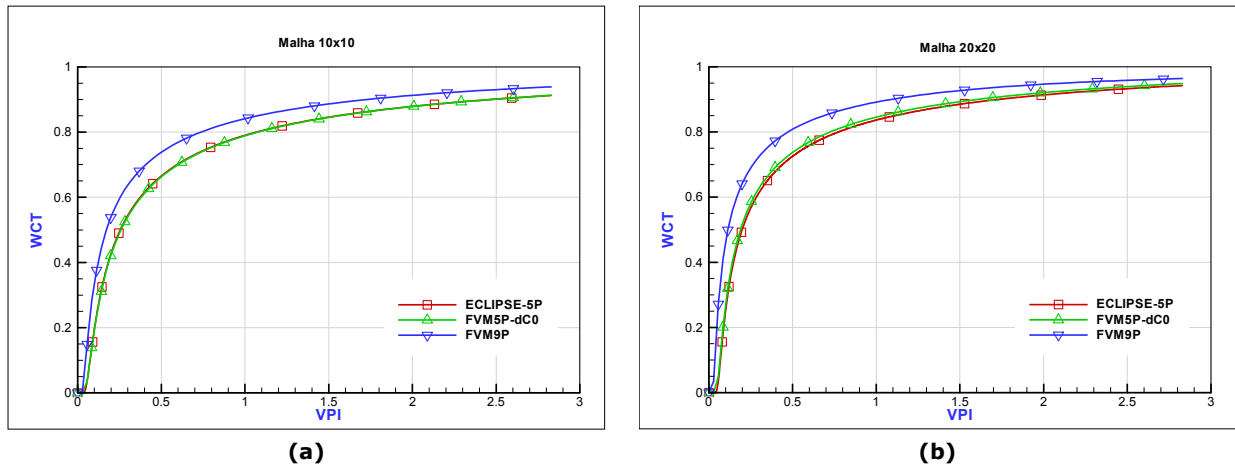 Malha 10x10
1
0.8
0.6
0.4
0.2
0
WCT
ECLIPSE-5P
FVM5P-dC0
FVM9P
0 0.5 1 1.5 2 2.5 3
VPI
(a)
Malha 20x20
1
0.8
0.6
0.4
0.2
0
WCT
ECLIPSE-5P
FVM5P-dC0
FVM9P
0 0.5 1 1.5 2 2.5 3
VPI
(b)